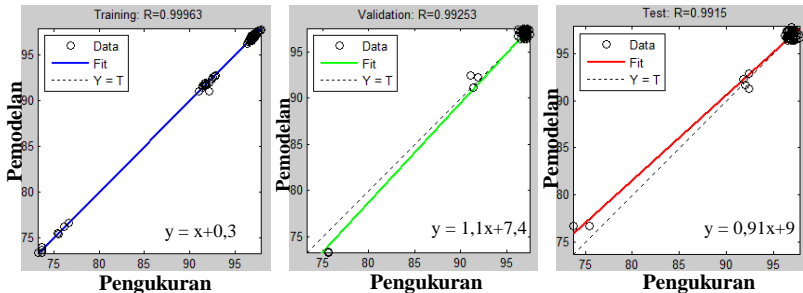 Training: R=0.99963
Data
Fit
Y = T
95
90
85
80
75
Pemodelan
y = x+0,3
75 80 85 90 95
Pengukuran
Validation: R=0.99253
Data
Fit
Y = T
95
90
85
80
75
Pemodelan
y = 1,1x+7,4
75 80 85 90 95
Pengukuran
Test: R=0.9915
Data
Fit
Y = T
95
90
85
80
75
Pemodelan
y = 0,91x+9
75 80 85 90 95
Pengukuran